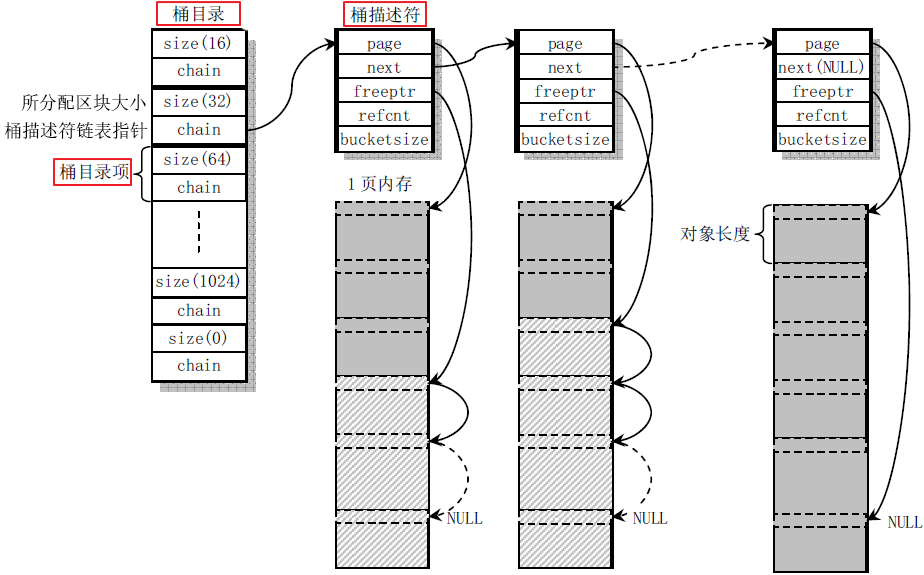 桶目录
size(16)
chain
size(32)
chain
size(64)
chain
size(1024)
chain
size(0)
chain
所分配区块大小
桶描述符链表指针
桶目录项
桶描述符
page
next
freeptr
refcnt
bucketsize
page
next
freeptr
refcnt
bucketsize
page
next(NULL)
freeptr
refcnt
bucketsize
1页内存
对象长度
NULL
NULL
NULL